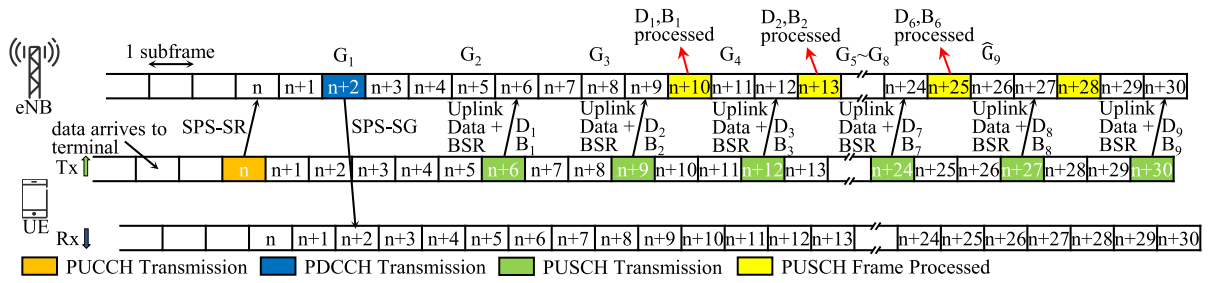 D₁,B₁ processed
D₂,B₂ processed
D₆,B₆ processed
1 subframe
G₁ G₂ G₃ G₄ G₅~G₈ Ĝ₉
eNB
n n+1 n+2 n+3 n+4 n+5 n+6 n+7 n+8 n+9 n+10 n+11 n+12 n+13 n+24 n+25 n+26 n+27 n+28 n+29 n+30
data arrives to
terminal
SPS-SR
SPS-SG
Uplink
Data +
BSR
D₁
B₁
Uplink
Data +
BSR
D₂
B₂
Uplink
Data +
BSR
D₃
B₃
Uplink
Data +
BSR
D₇
B₇
Uplink
Data +
BSR
D₈
B₈
Uplink
Data +
BSR
D₉
B₉
Tx
n n+1 n+2 n+3 n+4 n+5 n+6 n+7 n+8 n+9 n+10 n+11 n+12 n+13 n+24 n+25 n+26 n+27 n+28 n+29 n+30
UE
Rx
n n+1 n+2 n+3 n+4 n+5 n+6 n+7 n+8 n+9 n+10 n+11 n+12 n+13 n+24 n+25 n+26 n+27 n+28 n+29 n+30
PUCCH Transmission PDCCH Transmission PUSCH Transmission PUSCH Frame Processed